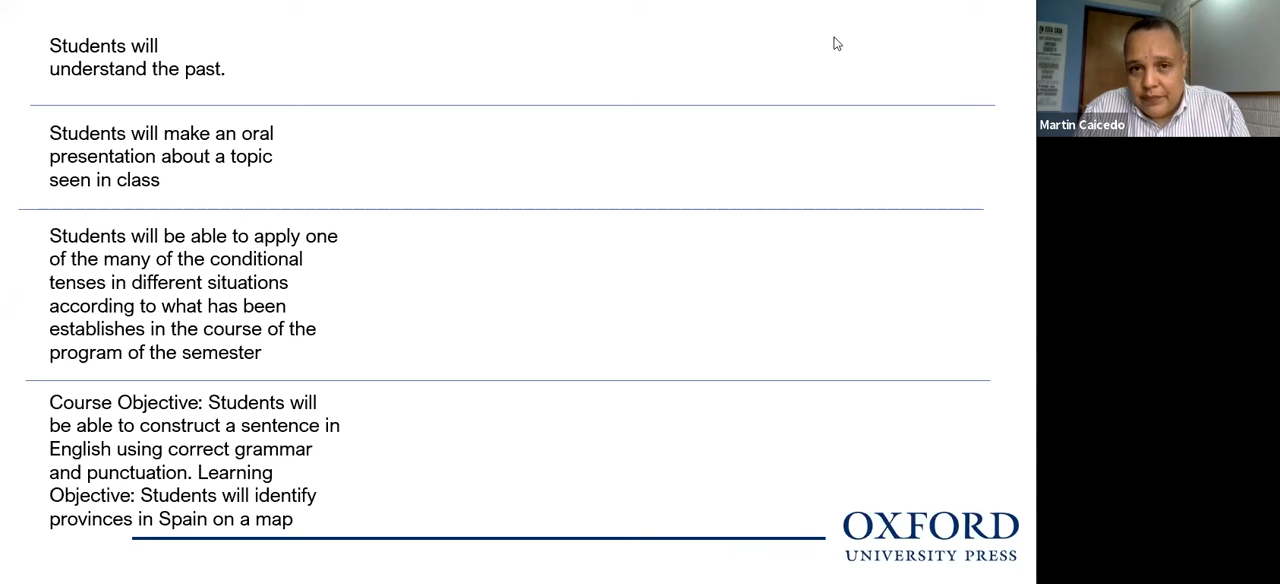 Students will
understand the past.
Students will make an oral
presentation about a topic
seen in class
Students will be able to apply one
of the many of the conditional
tenses in different situations
according to what has been
establishes in the course of the
program of the semester
Course Objective: Students will
be able to construct a sentence in
English using correct grammar
and punctuation. Learning
Objective: Students will identify
provinces in Spain on a map
OXFORD
UNIVERSITY PRESS
Martin Caicedo